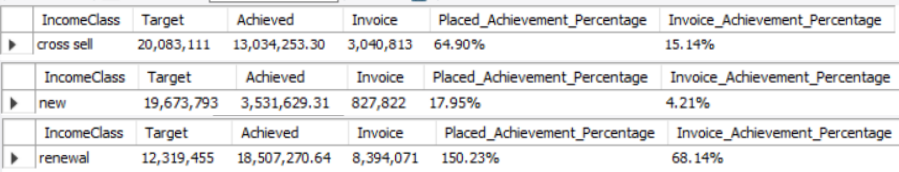 IncomeClass Target Achieved Invoice Placed_Achievement_Percentage Invoice_Achievement_Percentage
cross sell 20,083,111 13,034,253.30 3,040,813 64.90% 15.14%
IncomeClass Target Achieved Invoice Placed_Achievement_Percentage Invoice_Achievement_Percentage
new 19,673,793 3,531,629.31 827,822 17.95% 4.21%
IncomeClass Target Achieved Invoice Placed_Achievement_Percentage Invoice_Achievement_Percentage
renewal 12,319,455 18,507,270.64 8,394,071 150.23% 68.14%